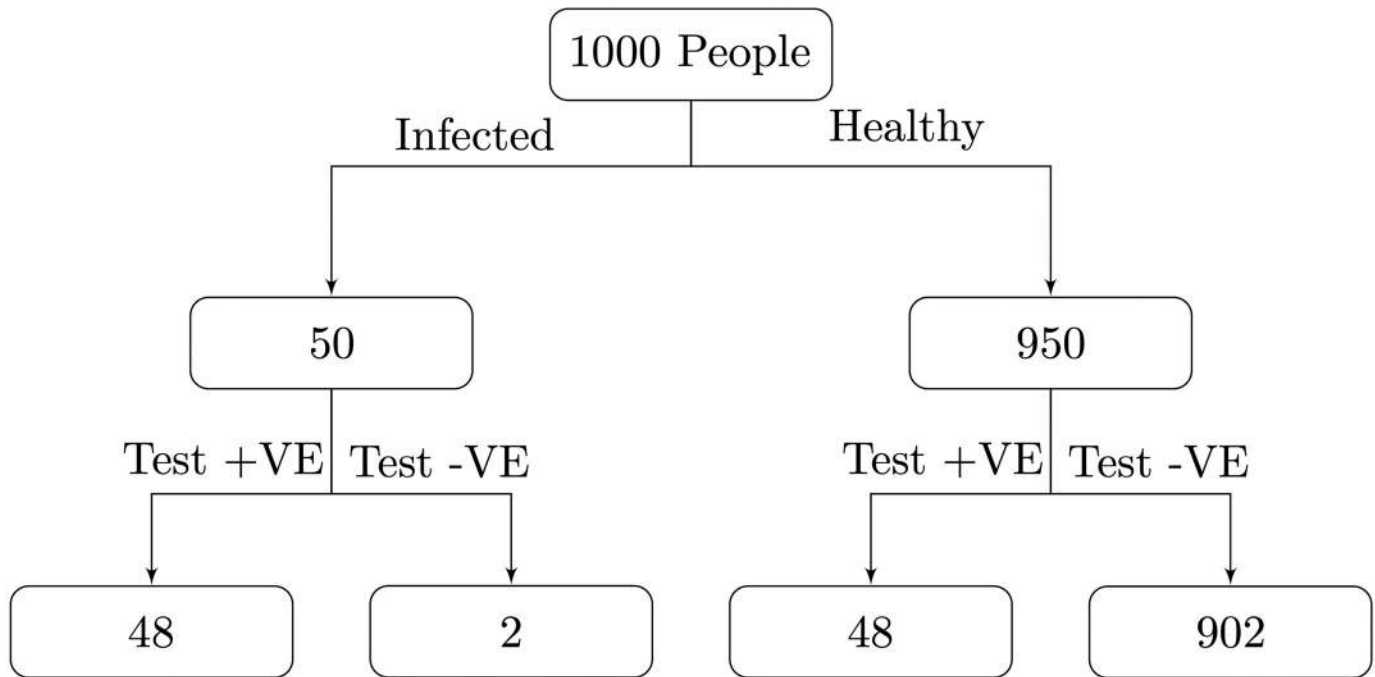 1000 People
Infected
Healthy
50
950
Test +VE
Test -VE
Test +VE
Test -VE
48
2
48
902